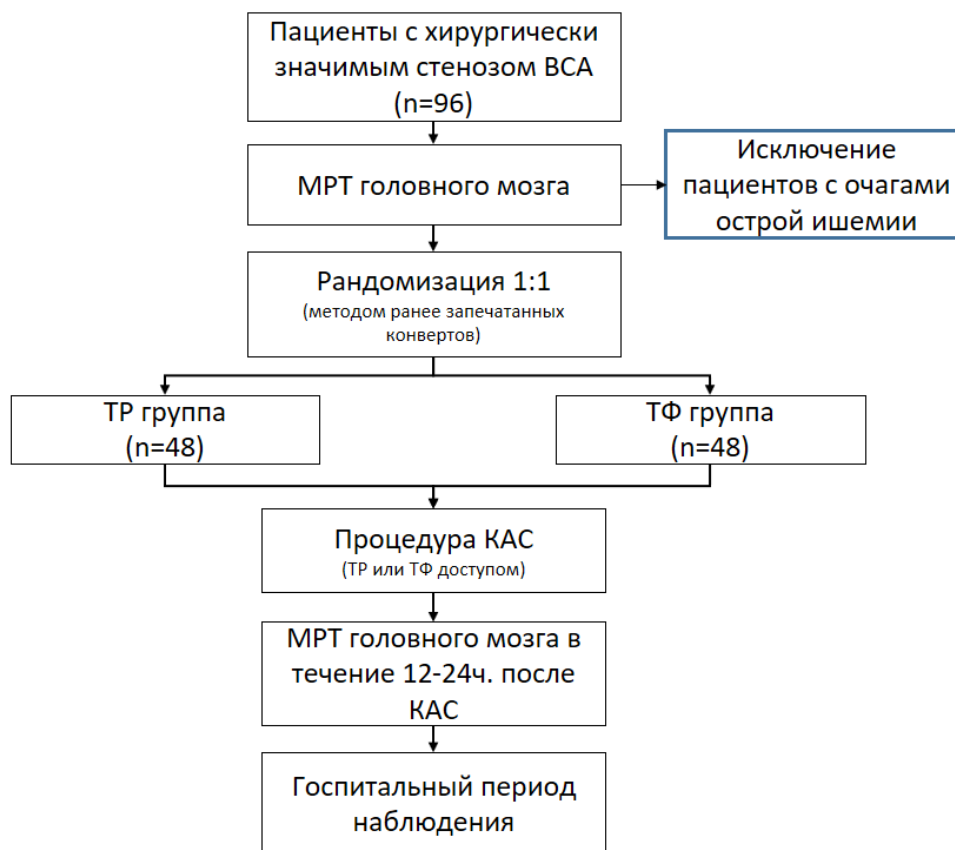 Пациенты с хирургически
значимым стенозом ВСА
(n=96)
МРТ головного мозга
Исключение
пациентов с очагами
острой ишемии
Рандомизация 1:1
(методом ранее запечатанных
конвертов)
ТР группа
(n=48)
ТФ группа
(n=48)
Процедура КАС
(ТР или ТФ доступом)
МРТ головного мозга в
течение 12-24ч. после
КАС
Госпитальный период
наблюдения